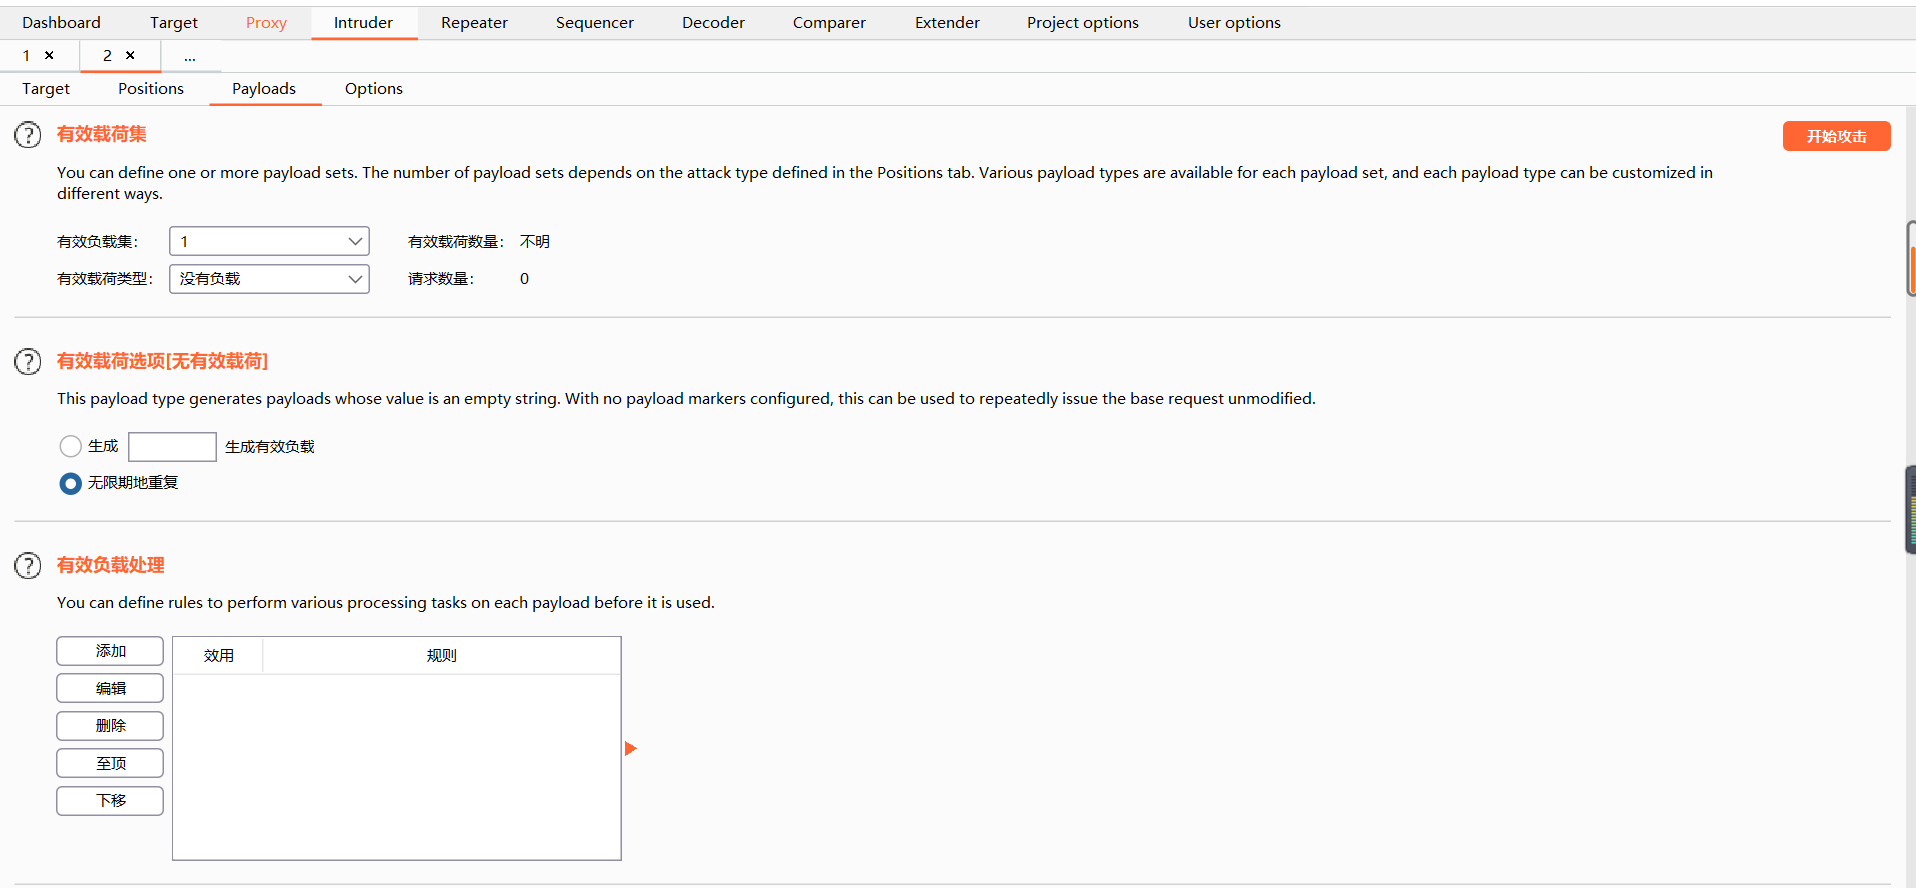 Dashboard Target Proxy Intruder Repeater Sequencer Decoder Comparer Extender Project options User options
1 × 2 × ...
Target Positions Payloads Options
? 有效载荷集 开始攻击
You can define one or more payload sets. The number of payload sets depends on the attack type defined in the Positions tab. Various payload types are available for each payload set, and each payload type can be customized in
different ways.
有效负载集: 1 有效载荷数量: 不明
有效载荷类型: 没有负载 请求数量: 0
? 有效载荷选项[无有效载荷]
This payload type generates payloads whose value is an empty string. With no payload markers configured, this can be used to repeatedly issue the base request unmodified.
生成 生成有效负载
无限期地重复
? 有效负载处理
You can define rules to perform various processing tasks on each payload before it is used.
添加 效用 规则
编辑
删除
至顶
下移